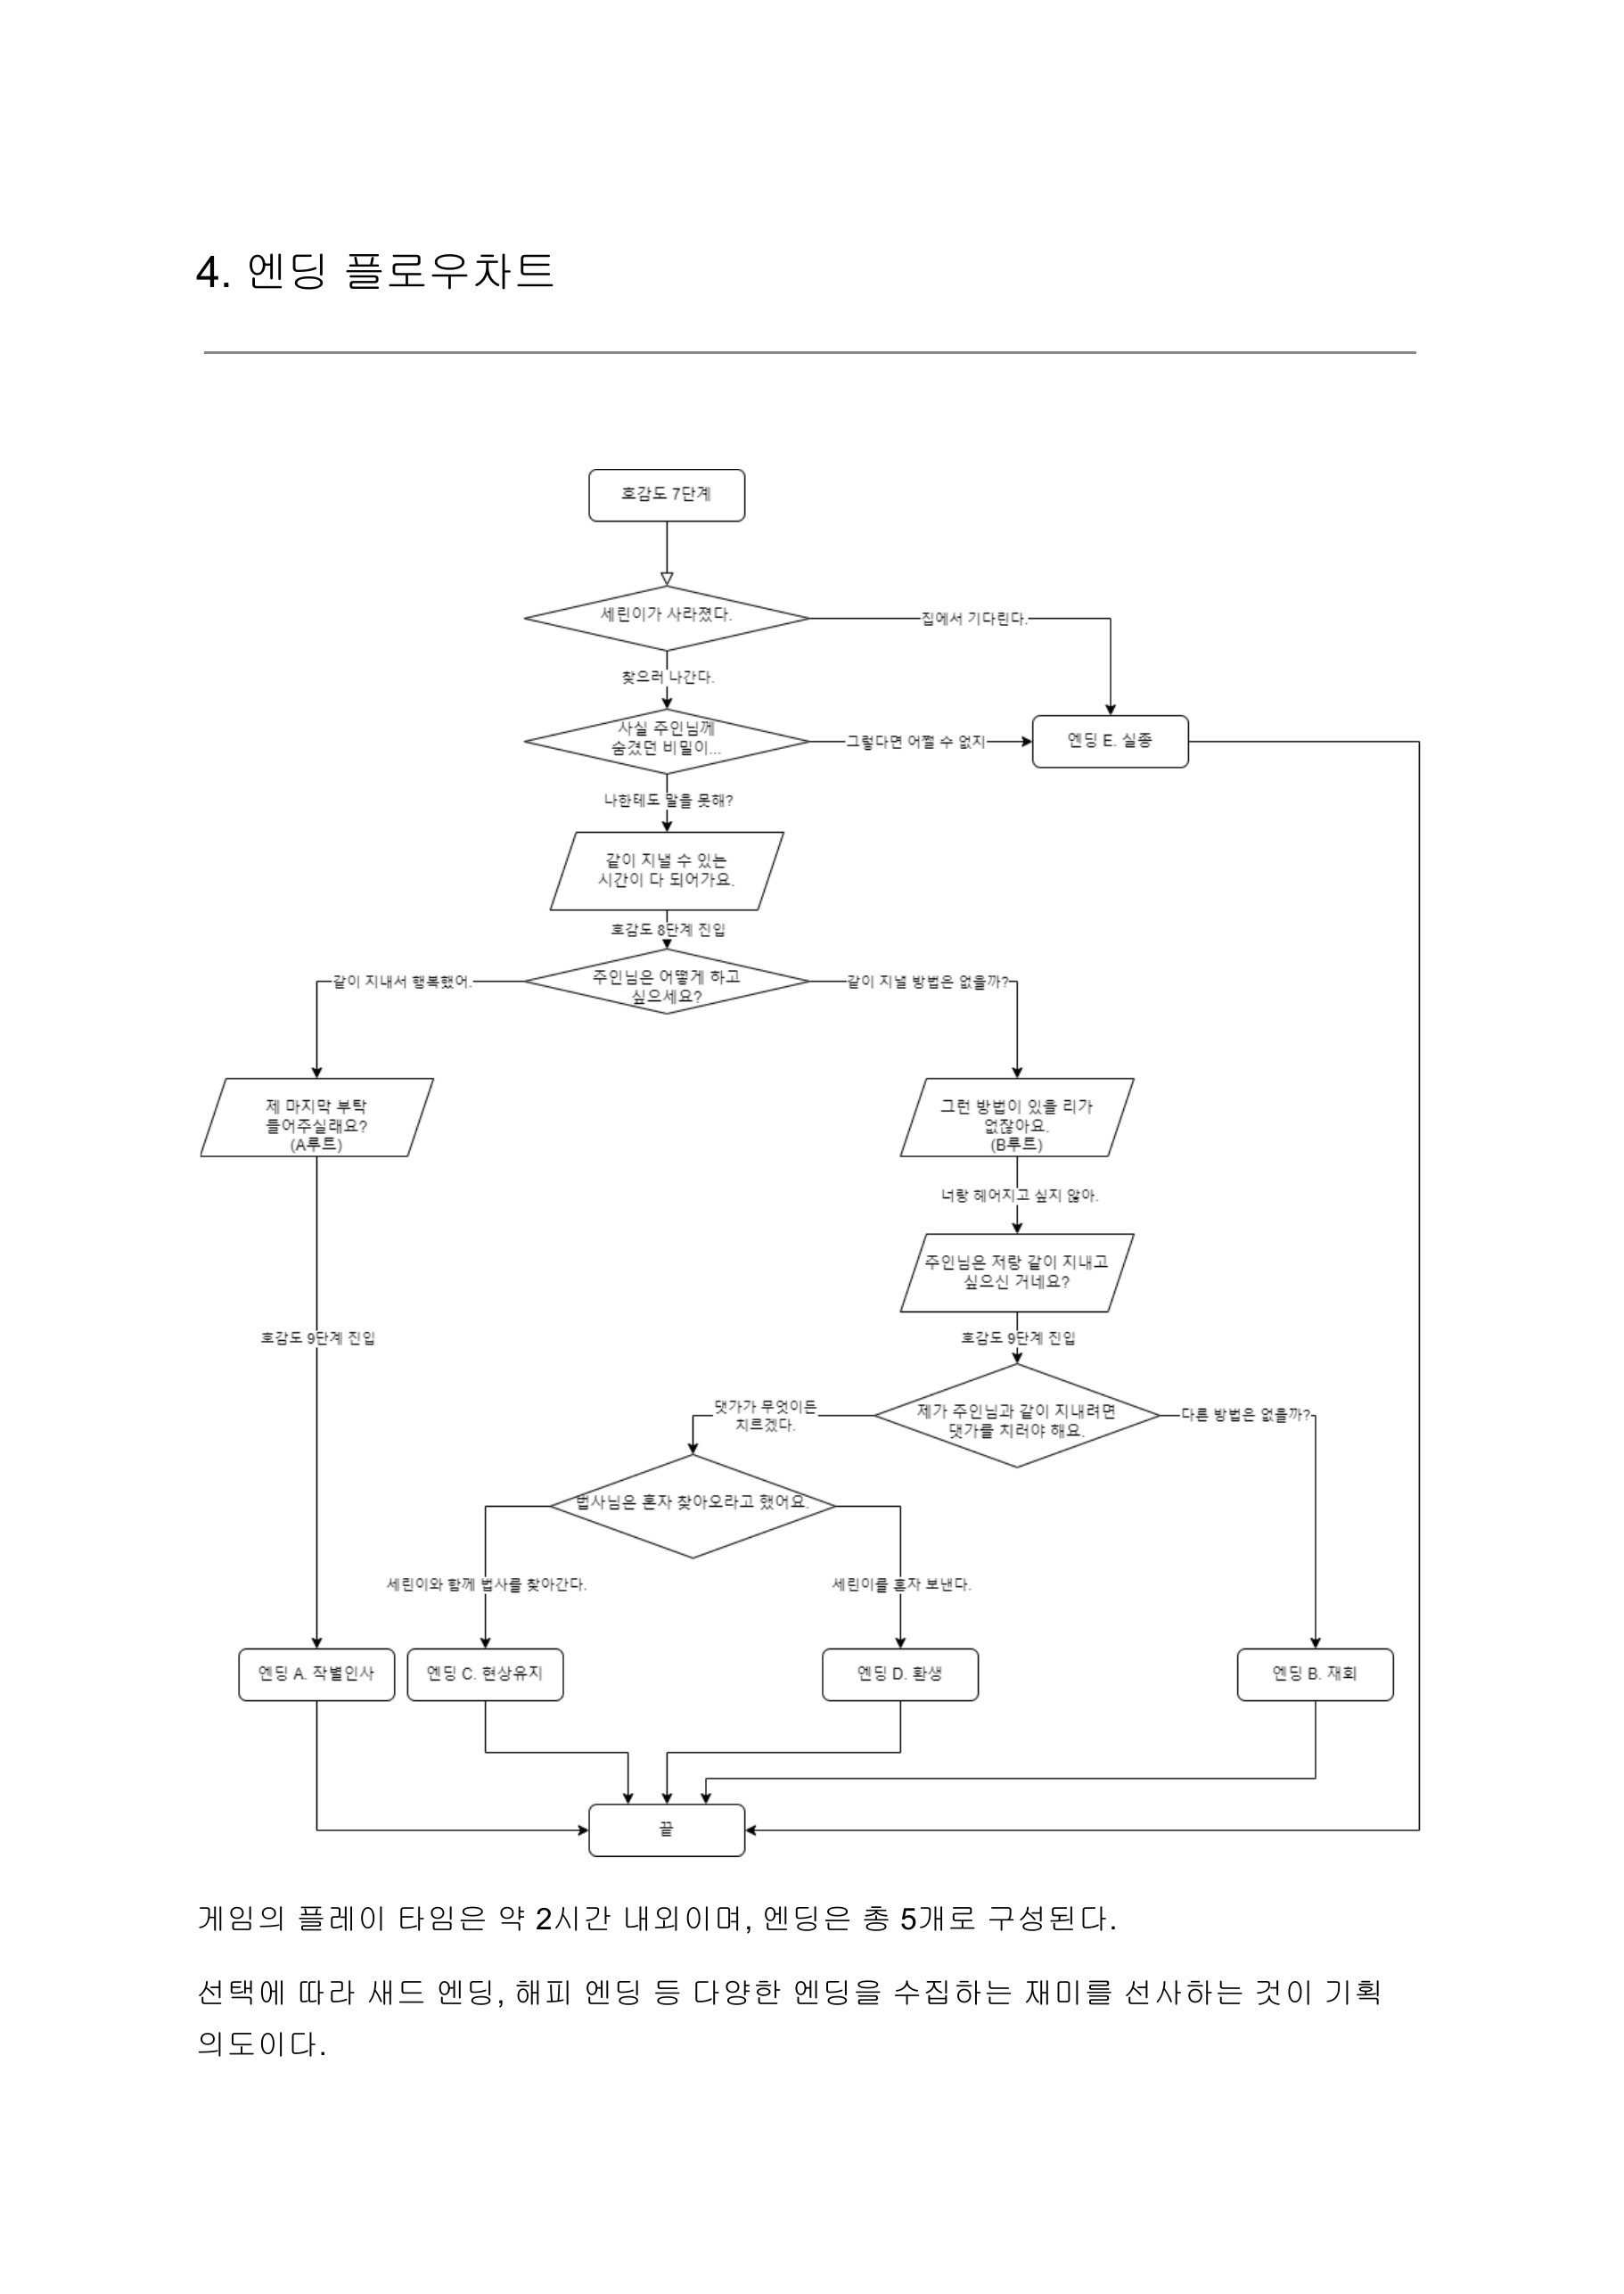 4. 엔딩 플로우차트
호감도 7단계
세린이가 사라졌다.
집에서 기다린다.
찾으러 나간다.
사실 주인님께
숨겼던 비밀이...
그렇다면 어쩔 수 없지
엔딩 E. 실종
나한테도 말을 못해?
같이 지낼 수 있는
시간이 다 되어가요.
호감도 8단계 진입
같이 지내서 행복했어.
주인님은 어떻게 하고
싶으세요?
같이 지낼 방법은 없을까?
제 마지막 부탁
들어주실래요?
(A루트)
그런 방법이 있을 리가
없잖아요.
(B루트)
너랑 헤어지고 싶지 않아.
주인님은 저랑 같이 지내고
싶으신 거네요?
호감도 9단계 진입
호감도 9단계 진입
댓가가 무엇이든
치르겠다.
제가 주인님과 같이 지내려면
댓가를 치러야 해요.
다른 방법은 없을까?
법사님은 혼자 찾아오라고 했어요.
세린이와 함께 법사를 찾아간다.
세린이를 혼자 보낸다.
엔딩 A. 작별인사
엔딩 C. 현상유지
엔딩 D. 환생
엔딩 B. 재회
끝
게임의 플레이 타임은 약 2시간 내외이며, 엔딩은 총 5개로 구성된다.
선택에 따라 새드 엔딩, 해피 엔딩 등 다양한 엔딩을 수집하는 재미를 선사하는 것이 기획
의도이다.